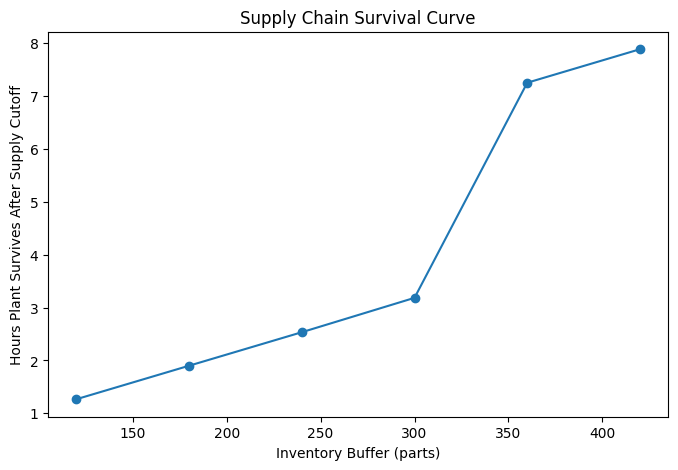 Supply Chain Survival Curve
Hours Plant Survives After Supply Cutoff
8
7
6
5
4
3
2
1
150 200 250 300 350 400
Inventory Buffer (parts)